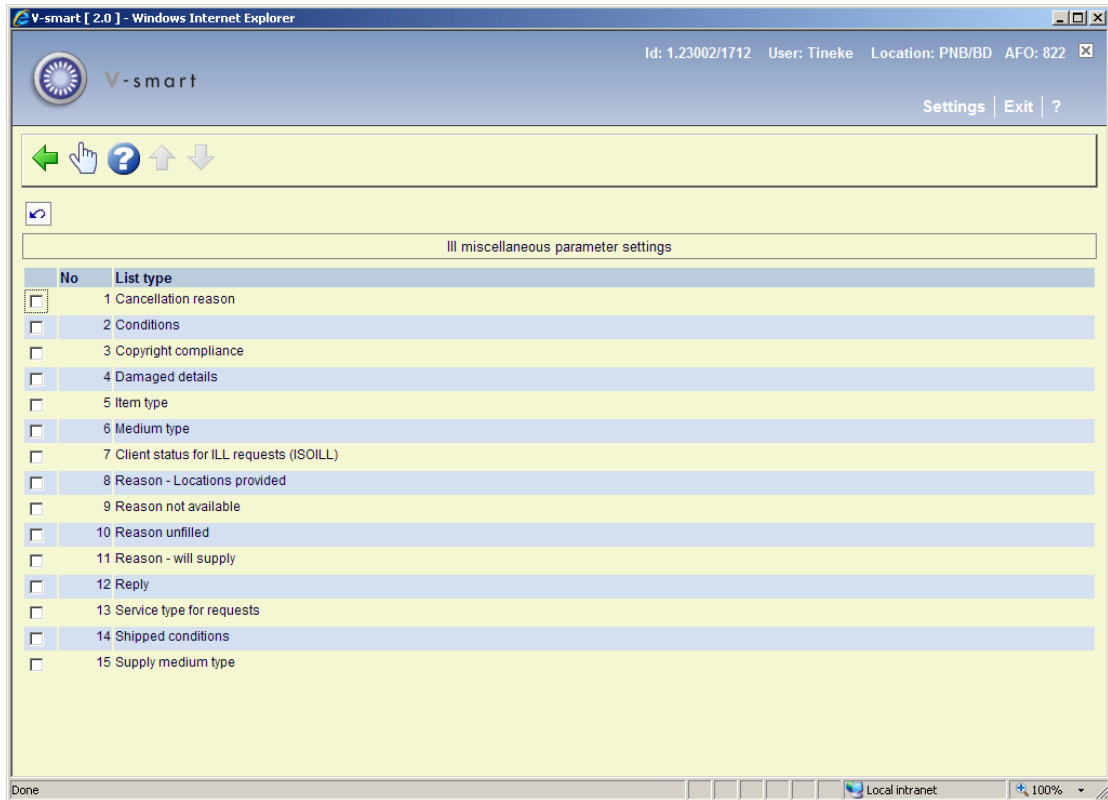 V-smart [ 2.0 ] - Windows Internet Explorer
Id: 1.23002/1712 User: Tineke Location: PNB/BD AFO: 822
V-smart
Settings | Exit | ?
Ill miscellaneous parameter settings
No List type
1 Cancellation reason
2 Conditions
3 Copyright compliance
4 Damaged details
5 Item type
6 Medium type
7 Client status for ILL requests (ISOILL)
8 Reason - Locations provided
9 Reason not available
10 Reason unfilled
11 Reason - will supply
12 Reply
13 Service type for requests
14 Shipped conditions
15 Supply medium type
Done Local intranet 100%